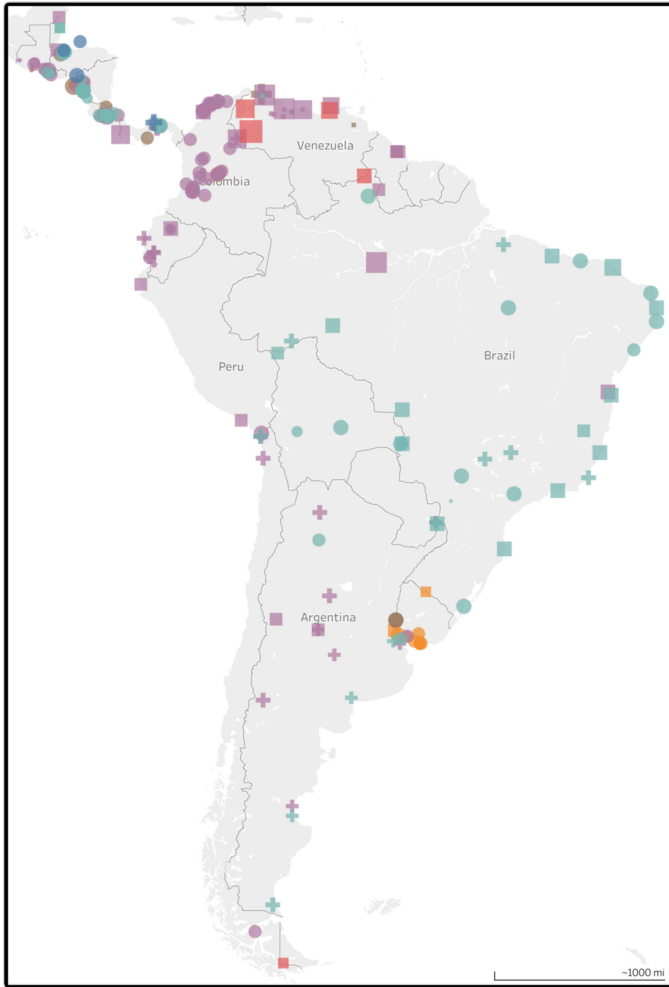 Venezuela
Colombia
Brazil
Peru
Argentina
~1000 mi